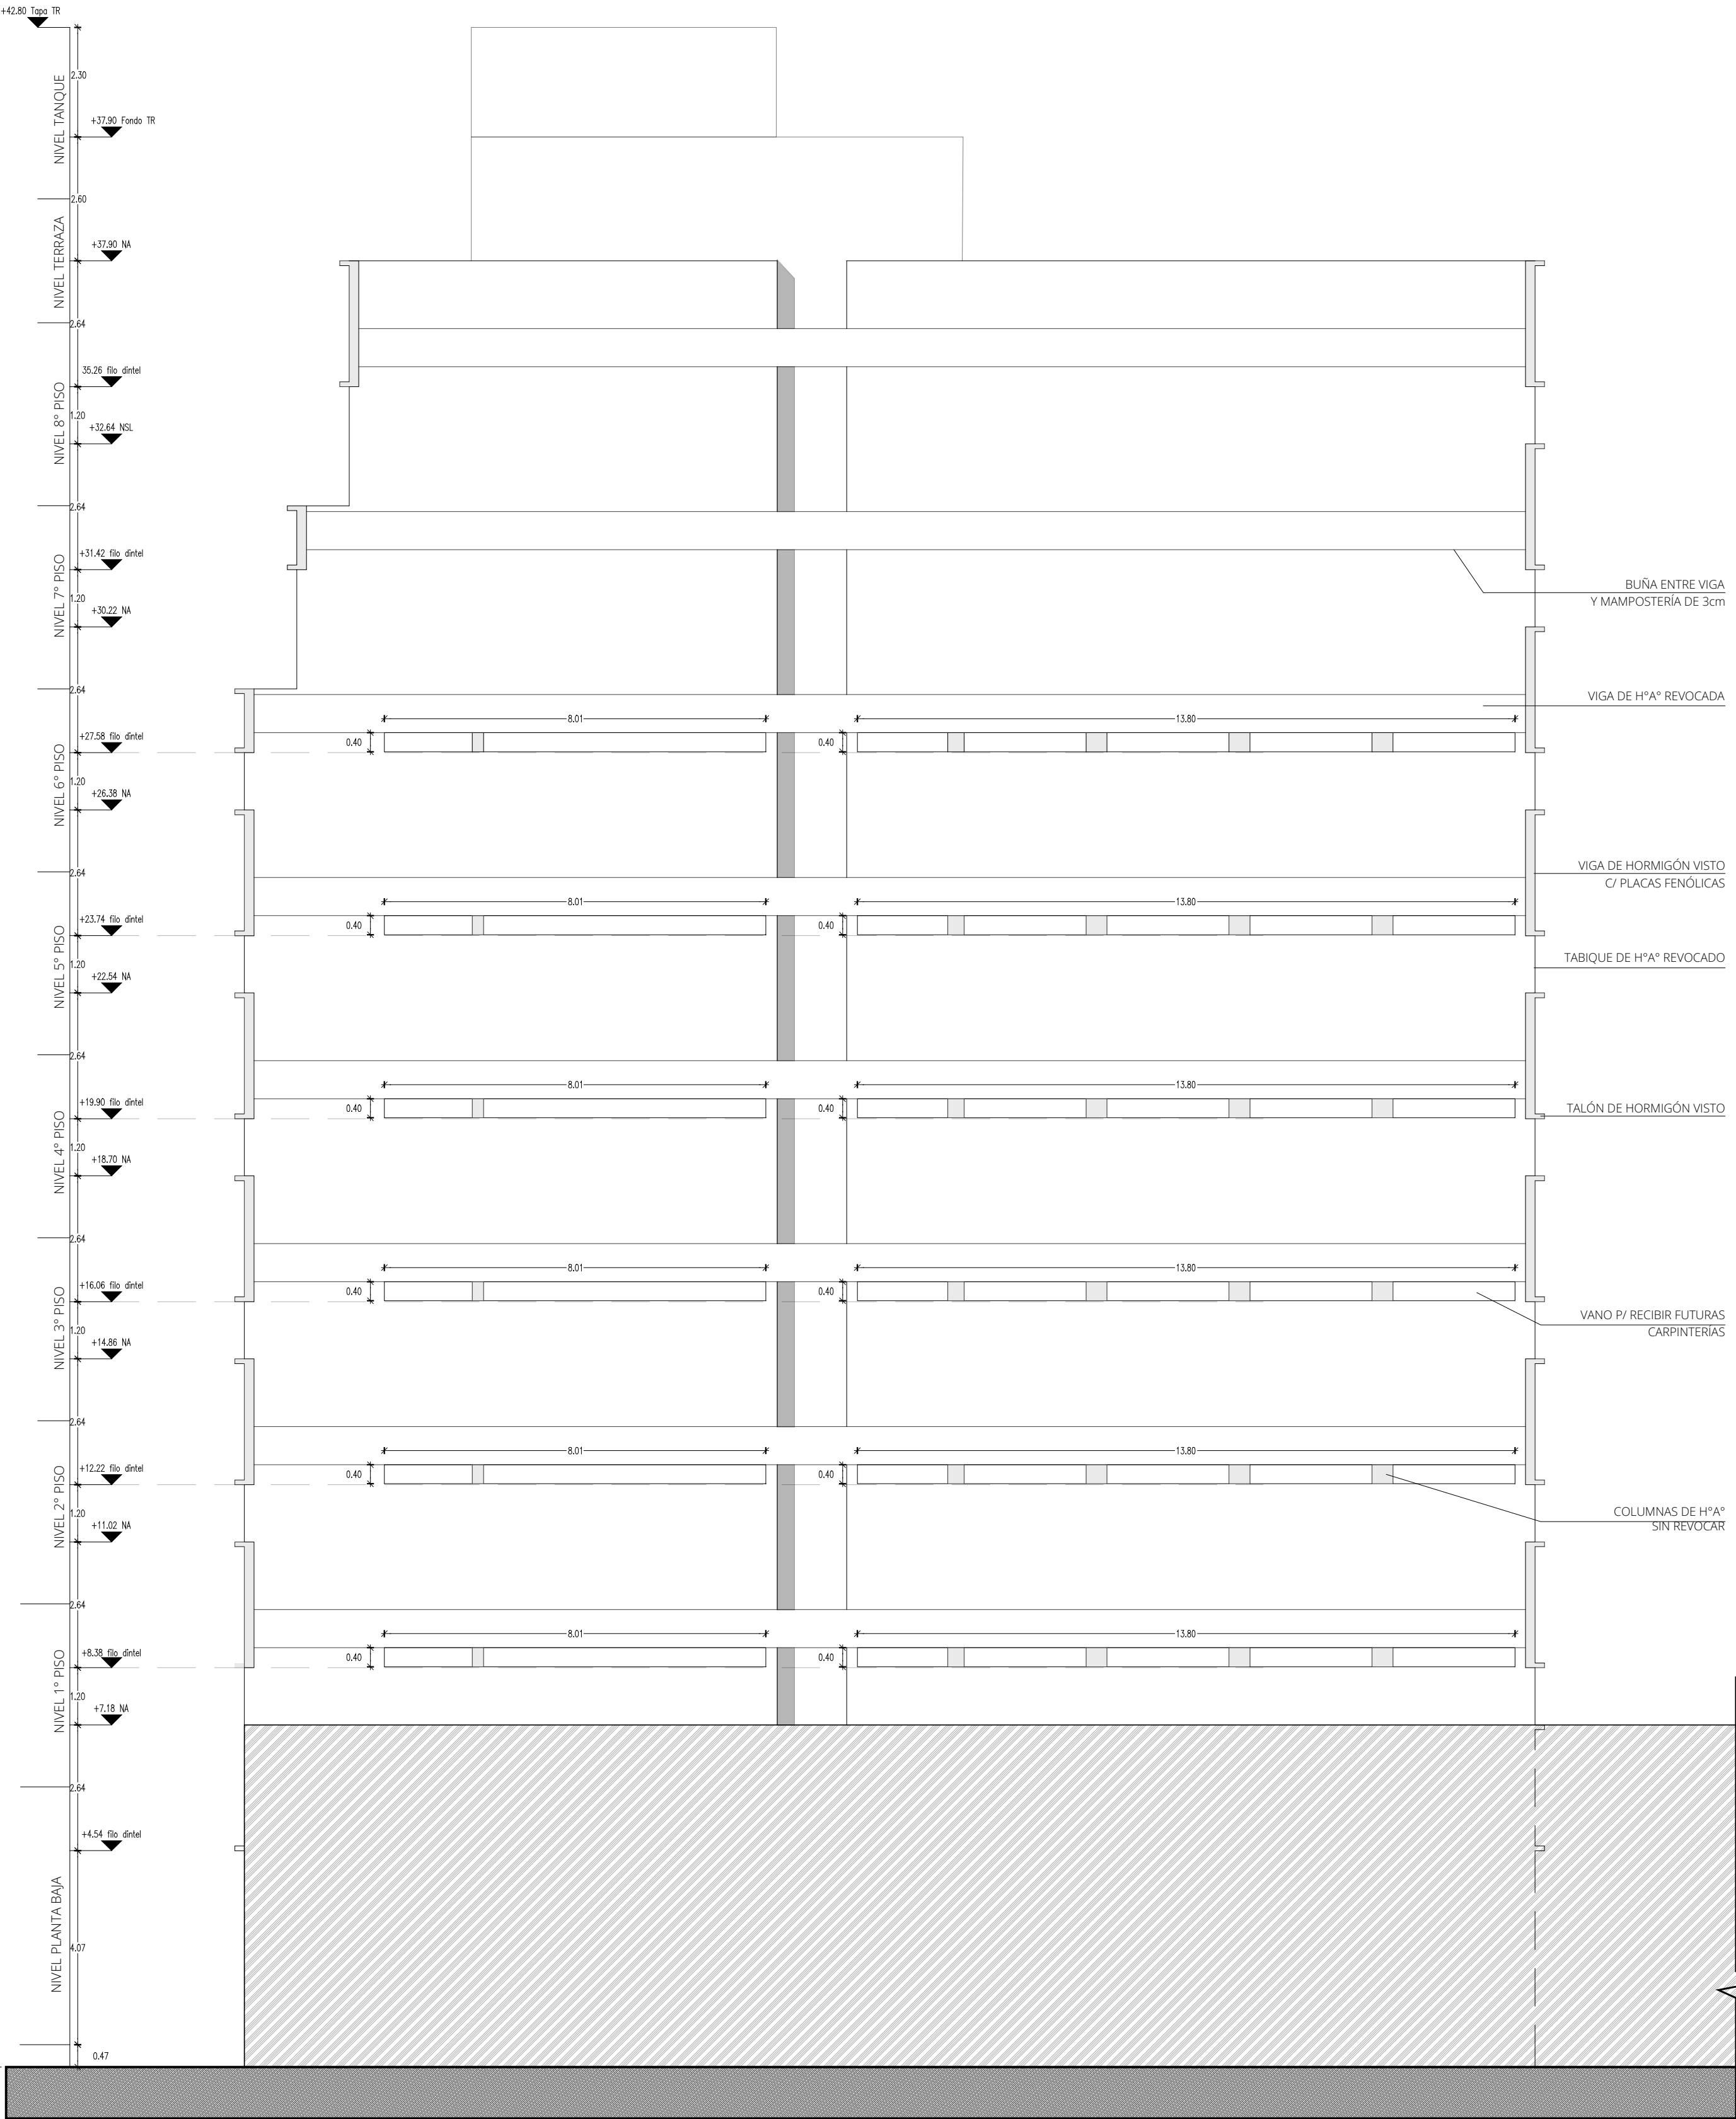 +42.80 Tapa TR
2.30
NIVEL TANQUE
+37.90 Fondo TR
2.60
NIVEL TERRAZA
+37.90 NA
2.64
35.26 filo dintel
NIVEL 8° PISO
1.20
+32.64 NSL
2.64
+31.42 filo dintel
NIVEL 7° PISO
1.20
+30.22 NA
BUÑA ENTRE VIGA
Y MAMPOSTERÍA DE 3cm
2.64
VIGA DE H°A° REVOCADA
8.01
13.80
+27.58 filo dintel
0.40
0.40
NIVEL 6° PISO
1.20
+26.38 NA
2.64
VIGA DE HORMIGÓN VISTO
C/ PLACAS FENÓLICAS
8.01
13.80
+23.74 filo dintel
0.40
0.40
NIVEL 5° PISO
1.20
TABIQUE DE H°A° REVOCADO
+22.54 NA
2.64
8.01
13.80
+19.90 filo dintel
0.40
0.40
TALÓN DE HORMIGÓN VISTO
NIVEL 4° PISO
1.20
+18.70 NA
2.64
8.01
13.80
+16.06 filo dintel
0.40
0.40
VANO P/ RECIBIR FUTURAS
CARPINTERÍAS
NIVEL 3° PISO
1.20
+14.86 NA
2.64
8.01
13.80
+12.22 filo dintel
0.40
0.40
NIVEL 2° PISO
1.20
COLUMNAS DE H°A°
SIN REVOCAR
+11.02 NA
2.64
8.01
13.80
+8.38 filo dintel
0.40
0.40
NIVEL 1° PISO
1.20
+7.18 NA
2.64
+4.54 filo dintel
NIVEL PLANTA BAJA
4.07
0.47